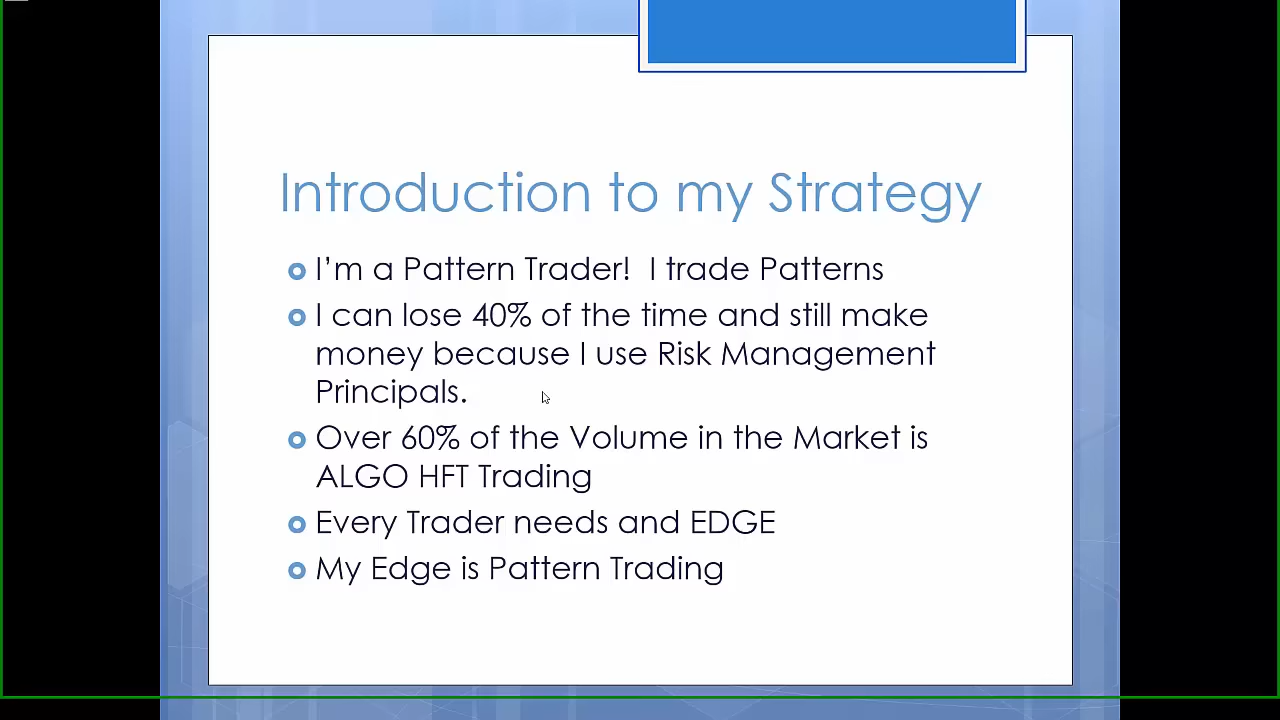 Introduction to my Strategy
I'm a Pattern Trader!  I trade Patterns
I can lose 40% of the time and still make
money because I use Risk Management
Principals.
Over 60% of the Volume in the Market is
ALGO HFT Trading
Every Trader needs and EDGE
My Edge is Pattern Trading